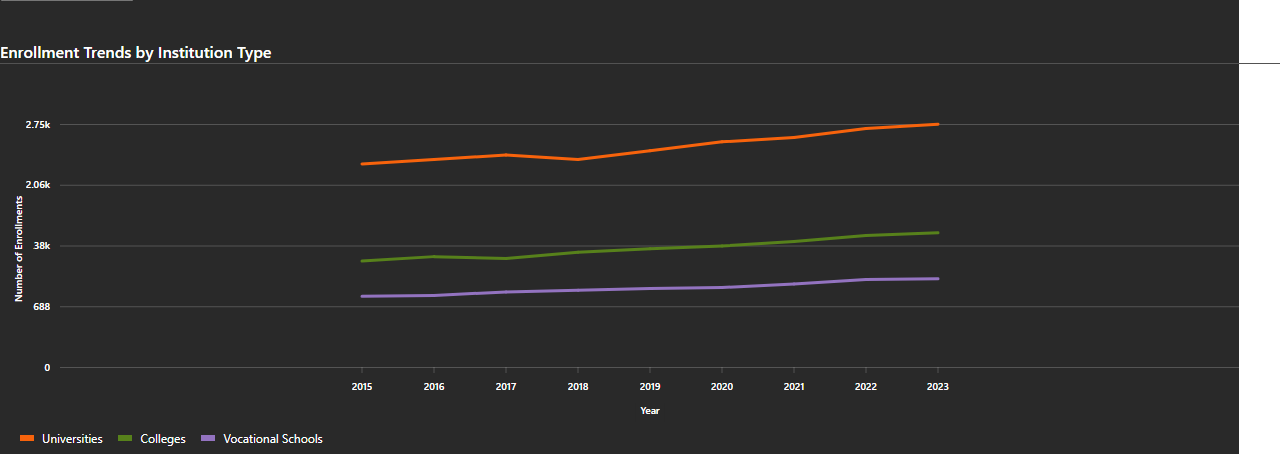 Enrollment Trends by Institution Type
2.75k
2.06k
38k
688
0
Number of Enrollments
2015 2016 2017 2018 2019 2020 2021 2022 2023
Year
Universities Colleges Vocational Schools